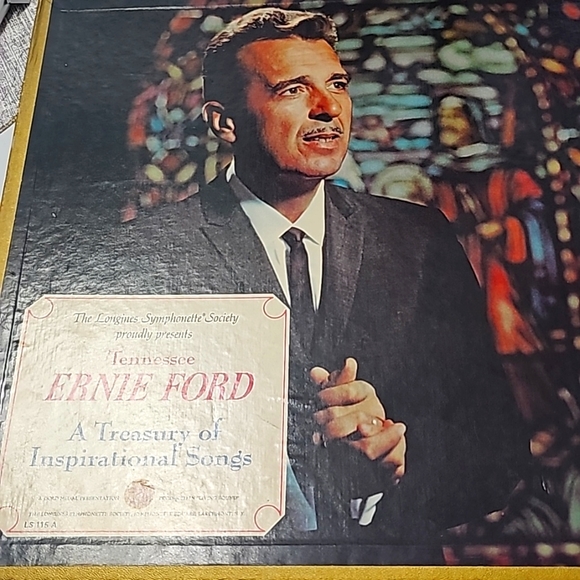 The Longines Symphonette Society
proudly presents
Tennessee
ERNIE FORD
A Treasury of
Inspirational Songs
LS 115 A